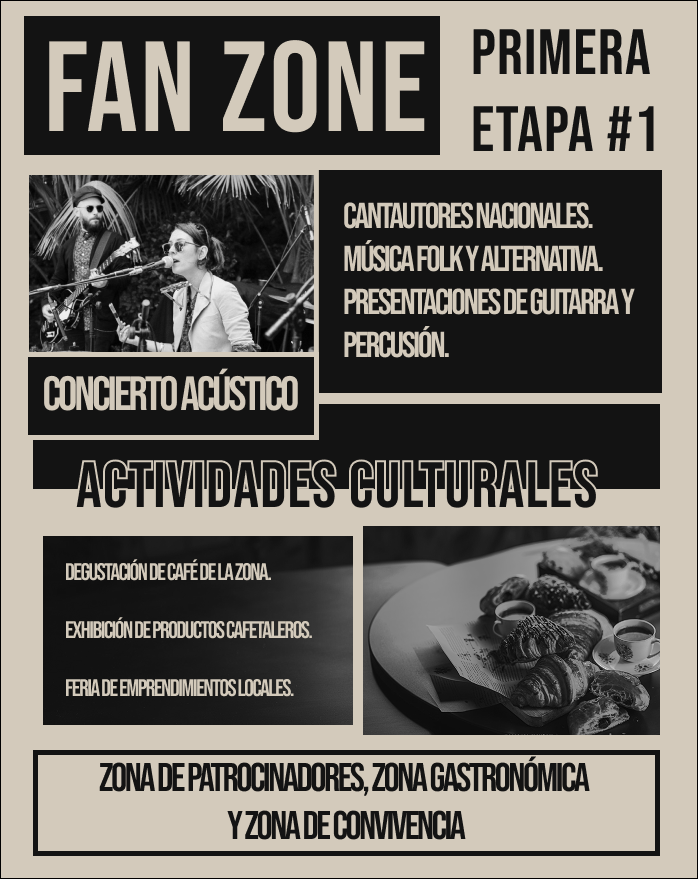 FAN ZONE
PRIMERA
ETAPA #1
CANTAUTORES NACIONALES.
MÚSICA FOLK Y ALTERNATIVA.
PRESENTACIONES DE GUITARRA Y
PERCUSIÓN.
CONCIERTO ACÚSTICO
ACTIVIDADES CULTURALES
DEGUSTACIÓN DE CAFÉ DE LA ZONA.
EXHIBICIÓN DE PRODUCTOS CAFETALEROS.
FERIA DE EMPRENDIMIENTOS LOCALES.
ZONA DE PATROCINADORES, ZONA GASTRONÓMICA
Y ZONA DE CONVIVENCIA